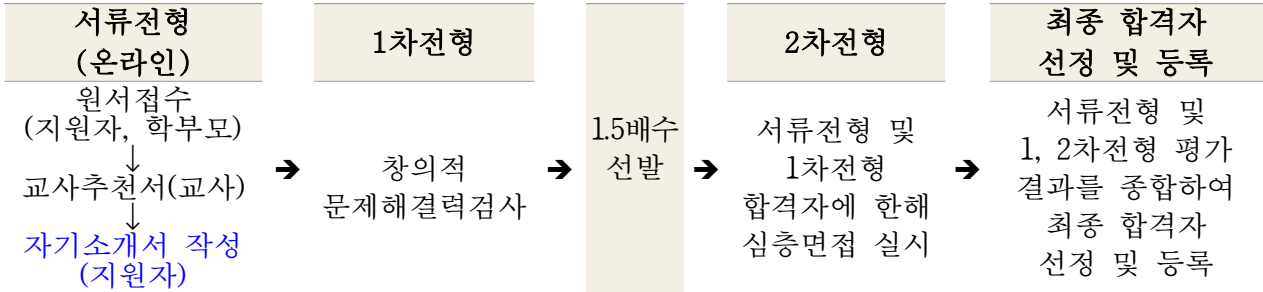 서류전형
(온라인)
원서접수
(지원자, 학부모)
↓
교사추천서(교사)
↓
자기소개서 작성
(지원자)
➔
1차전형
창의적
문제해결력검사
➔
1.5배수
선발
➔
2차전형
서류전형 및
1차전형
합격자에 한해
심층면접 실시
➔
최종 합격자
선정 및 등록
서류전형 및
1, 2차전형 평가
결과를 종합하여
최종 합격자
선정 및 등록